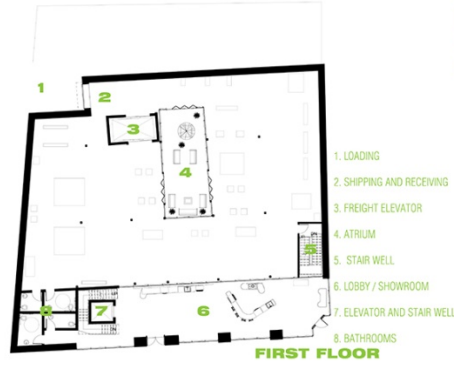 1
2
3
4
5
6
7
8
1. LOADING
2. SHIPPING AND RECEIVING
3. FREIGHT ELEVATOR
4. ATRIUM
5. STAIR WELL
6. LOBBY / SHOWROOM
7. ELEVATOR AND STAIR WELL
8. BATHROOMS
FIRST FLOOR